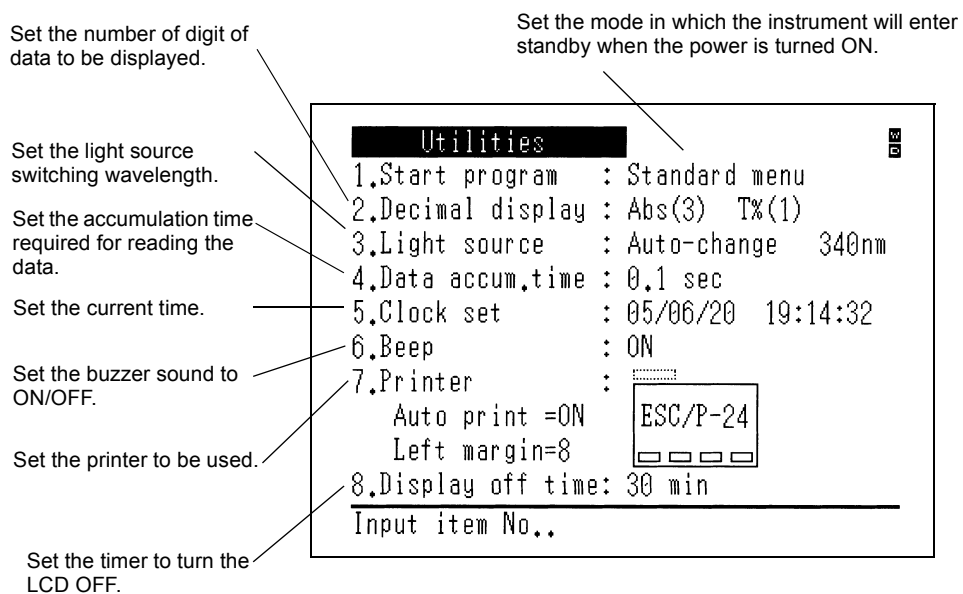 Set the number of digit of
data to be displayed.
Set the mode in which the instrument will enter
standby when the power is turned ON.
Set the light source
switching wavelength.
Set the accumulation time
required for reading the
data.
Set the current time.
Set the buzzer sound to
ON/OFF.
Set the printer to be used.
Set the timer to turn the
LCD OFF.
Utilities
W
D
1.Start program : Standard menu
2.Decimal display : Abs(3) T%(1)
3.Light source : Auto-change 340nm
4.Data accum.time : 0.1 sec
5.Clock set : 05/06/20 19:14:32
6.Beep : ON
7.Printer :
Auto print =ON
ESC/P-24
Left margin=8
8.Display off time: 30 min
Input item No..